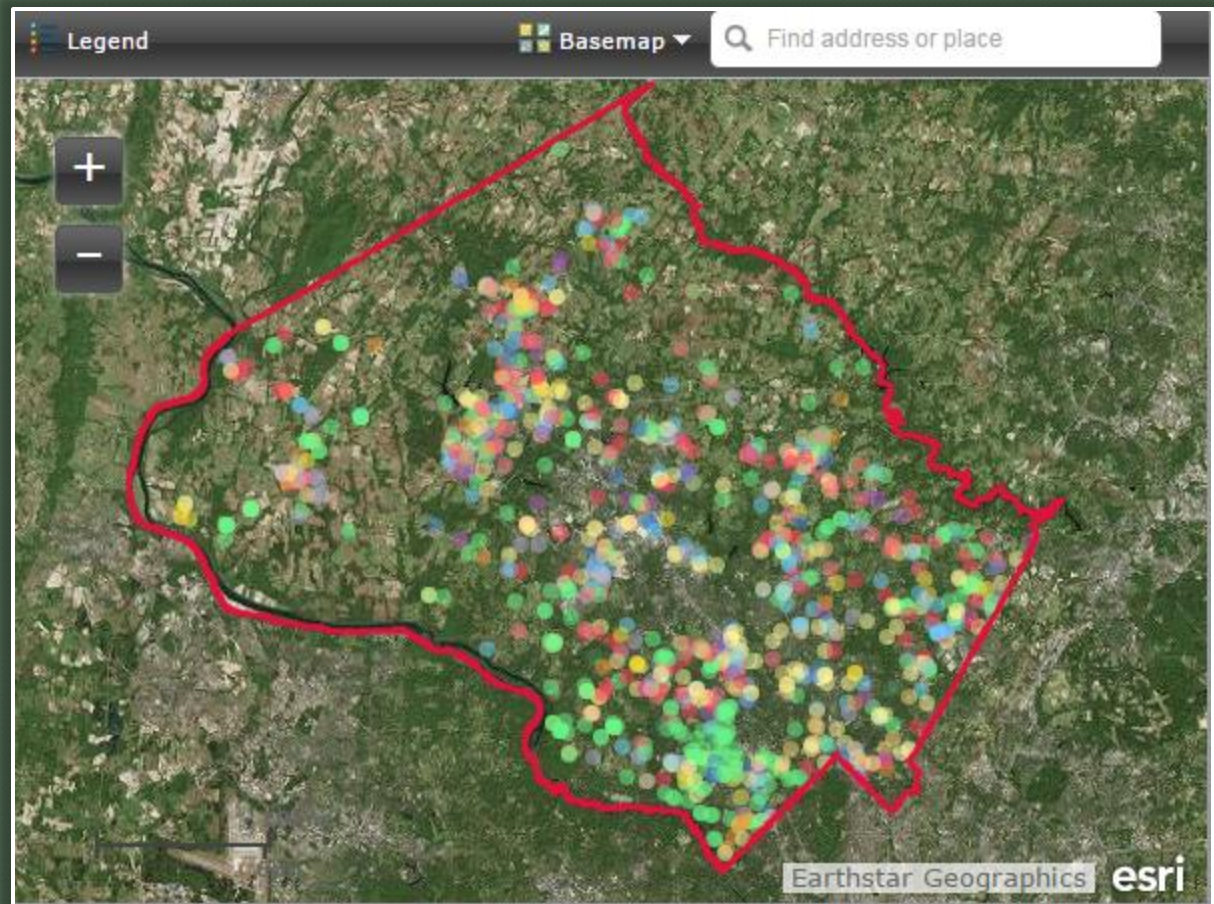 Legend
Basemap
Find address or place
+
−
Earthstar Geographics
esri